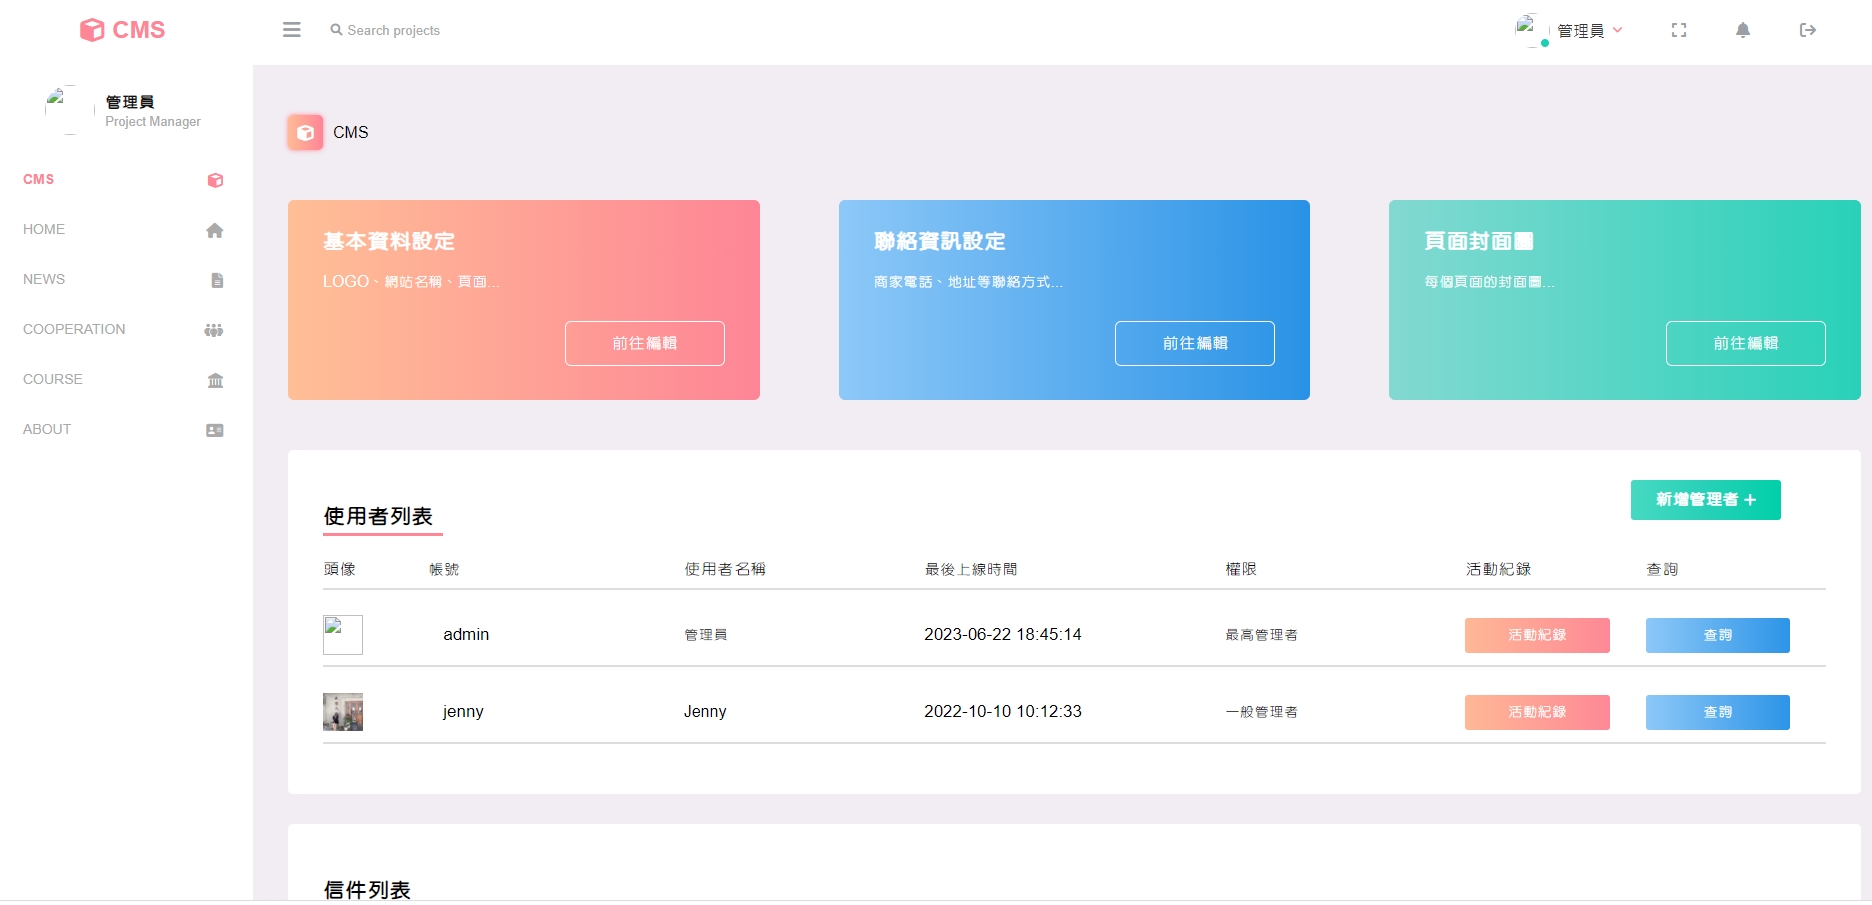 CMS
Search projects
管理員
管理員
Project Manager
CMS
HOME
NEWS
COOPERATION
COURSE
ABOUT
CMS
基本資料設定
LOGO、網站名稱、頁面...
前往編輯
聯絡資訊設定
商家電話、地址等聯絡方式...
前往編輯
頁面封面圖
每個頁面的封面圖...
前往編輯
使用者列表
新增管理者 +
頭像 帳號 使用者名稱 最後上線時間 權限 活動紀錄 查詢
admin 管理員 2023-06-22 18:45:14 最高管理者 活動紀錄 查詢
jenny Jenny 2022-10-10 10:12:33 一般管理者 活動紀錄 查詢
信件列表